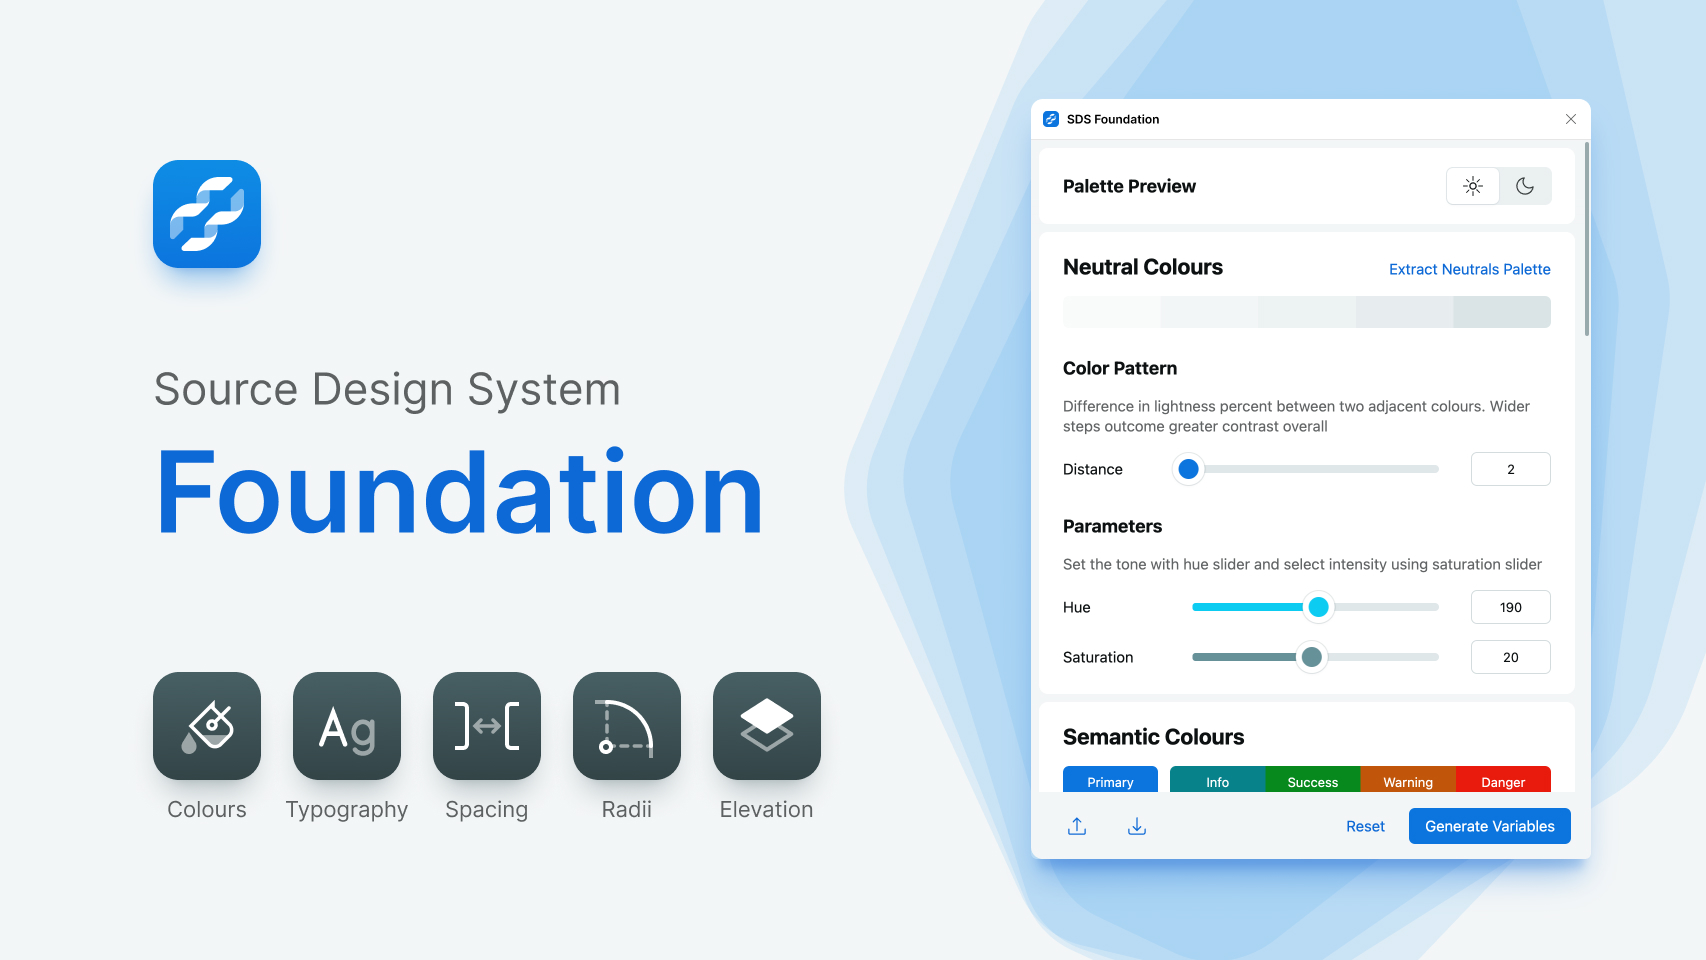 Source Design System
Foundation
Ag
Colours
Typography
Spacing
Radii
Elevation
SDS Foundation
Palette Preview
Neutral Colours
Extract Neutrals Palette
Color Pattern
Difference in lightness percent between two adjacent colours. Wider
steps outcome greater contrast overall
Distance
2
Parameters
Set the tone with hue slider and select intensity using saturation slider
Hue
190
Saturation
20
Semantic Colours
Primary
Info
Success
Warning
Danger
Reset
Generate Variables